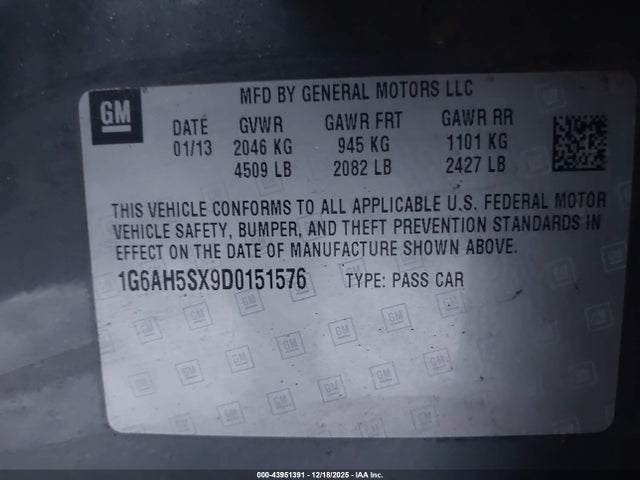 GM
MFD BY GENERAL MOTORS LLC
DATE GVWR GAWR FRT GAWR RR
01/13 2046 KG 945 KG 1101 KG
4509 LB 2082 LB 2427 LB
THIS VEHICLE CONFORMS TO ALL APPLICABLE U.S. FEDERAL MOTOR
VEHICLE SAFETY, BUMPER, AND THEFT PREVENTION STANDARDS IN
EFFECT ON THE DATE OF MANUFACTURE SHOWN ABOVE.
1G6AH5SX9D0151576 TYPE: PASS CAR
000-43951391 - 12/18/2025 - IAA Inc.